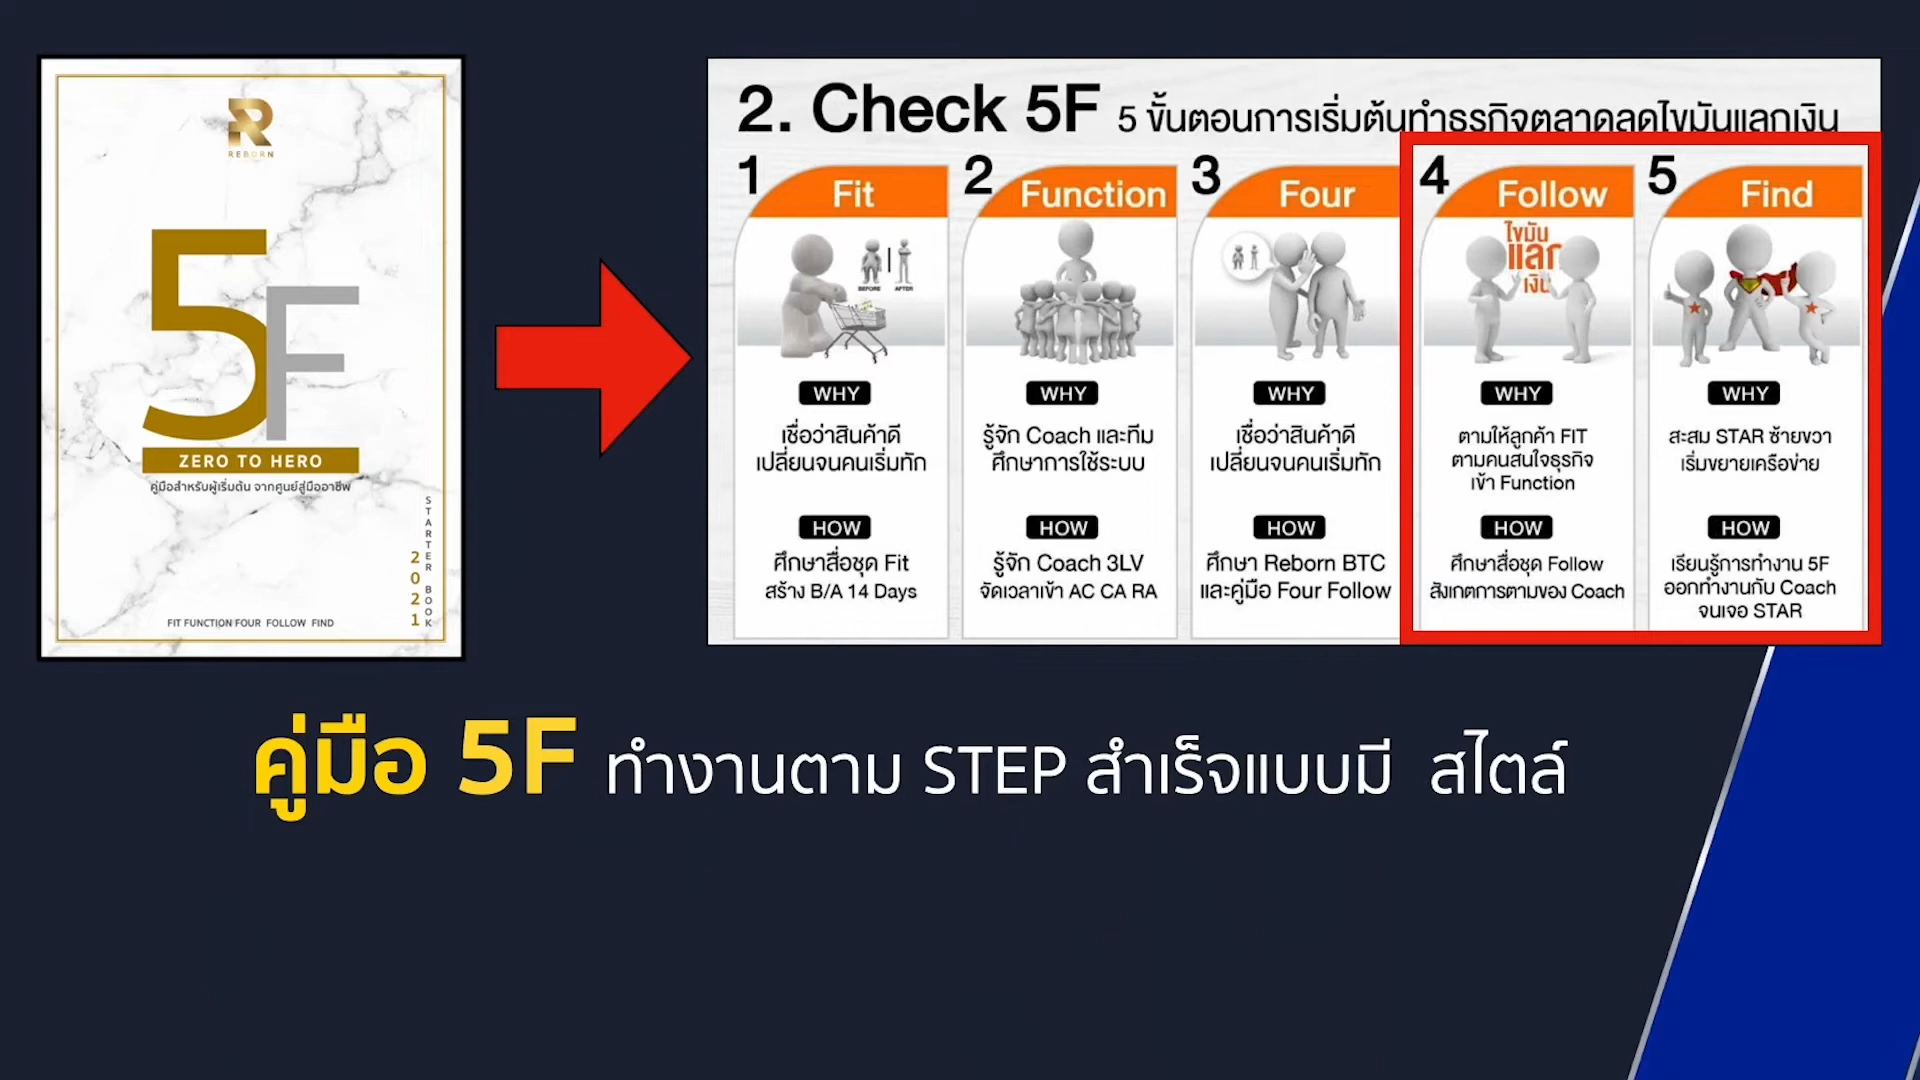 REBORN
5F
ZERO TO HERO
คู่มือสำหรับผู้เริ่มต้น จากศูนย์สู่มืออาชีพ
STARTER BOOK
2021
FIT FUNCTION FOUR FOLLOW FIND
2. Check 5F 5 ขั้นตอนการเริ่มต้นทำธุรกิจตลาดลดไขมันแลกเงิน
1 Fit
BEFORE AFTER
WHY
เชื่อว่าสินค้าดี
เปลี่ยนจนคนเริ่มทัก
HOW
ศึกษาสื่อชุด Fit
สร้าง B/A 14 Days
2 Function
WHY
รู้จัก Coach และทีม
ศึกษาการใช้ระบบ
HOW
รู้จัก Coach 3LV
จัดเวลาเข้า AC CA RA
3 Four
WHY
เชื่อว่าสินค้าดี
เปลี่ยนจนคนเริ่มทัก
HOW
ศึกษา Reborn BTC
และคู่มือ Four Follow
4 Follow
ไขมัน
แลก
เงิน
WHY
ตามให้ลูกค้า FIT
ตามคนสนใจธุรกิจ
เข้า Function
HOW
ศึกษาสื่อชุด Follow
สังเกตการตามของ Coach
5 Find
WHY
สะสม STAR ซ้ายขวา
เริ่มขยายเครือข่าย
HOW
เรียนรู้การทำงาน 5F
ออกทำงานกับ Coach
จนเจอ STAR
คู่มือ 5F ทำงานตาม STEP สำเร็จแบบมี สไตล์